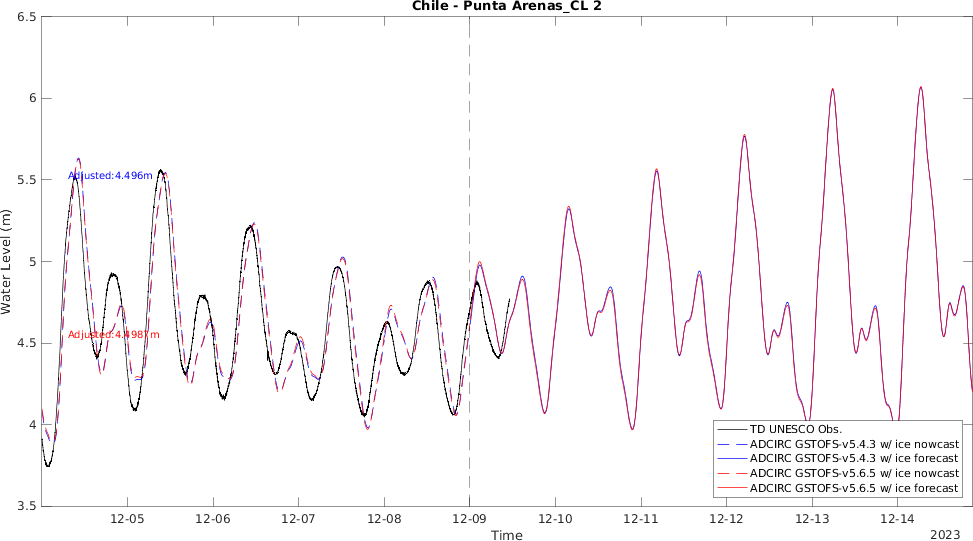 Chile - Punta Arenas_CL 2
6.5
6
5.5
5
4.5
4
3.5
Water Level (m)
Adjusted:4.496m
Adjusted:4.4987m
TD UNESCO Obs.
ADCIRC GSTOFS-v5.4.3 w/ ice nowcast
ADCIRC GSTOFS-v5.4.3 w/ ice forecast
ADCIRC GSTOFS-v5.6.5 w/ ice nowcast
ADCIRC GSTOFS-v5.6.5 w/ ice forecast
12-05 12-06 12-07 12-08 12-09 12-10 12-11 12-12 12-13 12-14
Time
2023